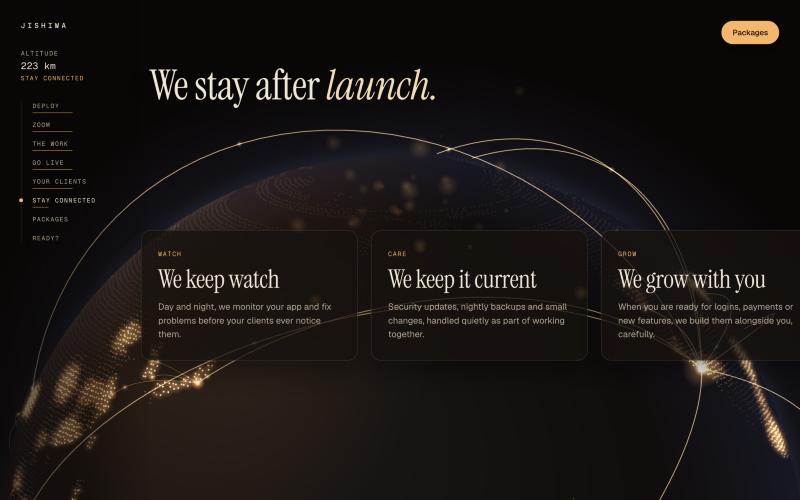 JISHIWA
Packages
ALTITUDE
223 km
STAY CONNECTED
DEPLOY
ZOOM
THE WORK
GO LIVE
YOUR CLIENTS
STAY CONNECTED
PACKAGES
READY?
We stay after launch.
WATCH
We keep watch
Day and night, we monitor your app and fix
problems before your clients ever notice
them.
CARE
We keep it current
Security updates, nightly backups and small
changes, handled quietly as part of working
together.
GROW
We grow with you
When you are ready for logins, payments or
new features, we build them alongside you,
carefully.